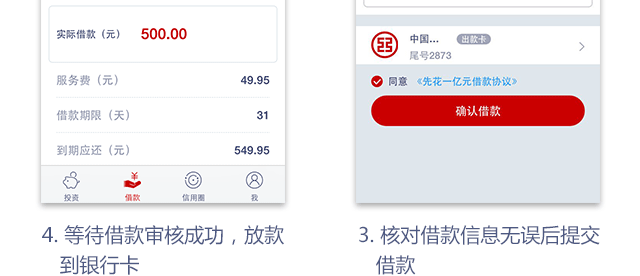 实际借款（元） 500.00
服务费（元） 49.95
借款期限（天） 31
到期应还（元） 549.95
投资 借款 信用圈 我
4. 等待借款审核成功，放款
到银行卡
中国... 出款卡
尾号2873
同意 《先花一亿元借款协议》
确认借款
3. 核对借款信息无误后提交
借款